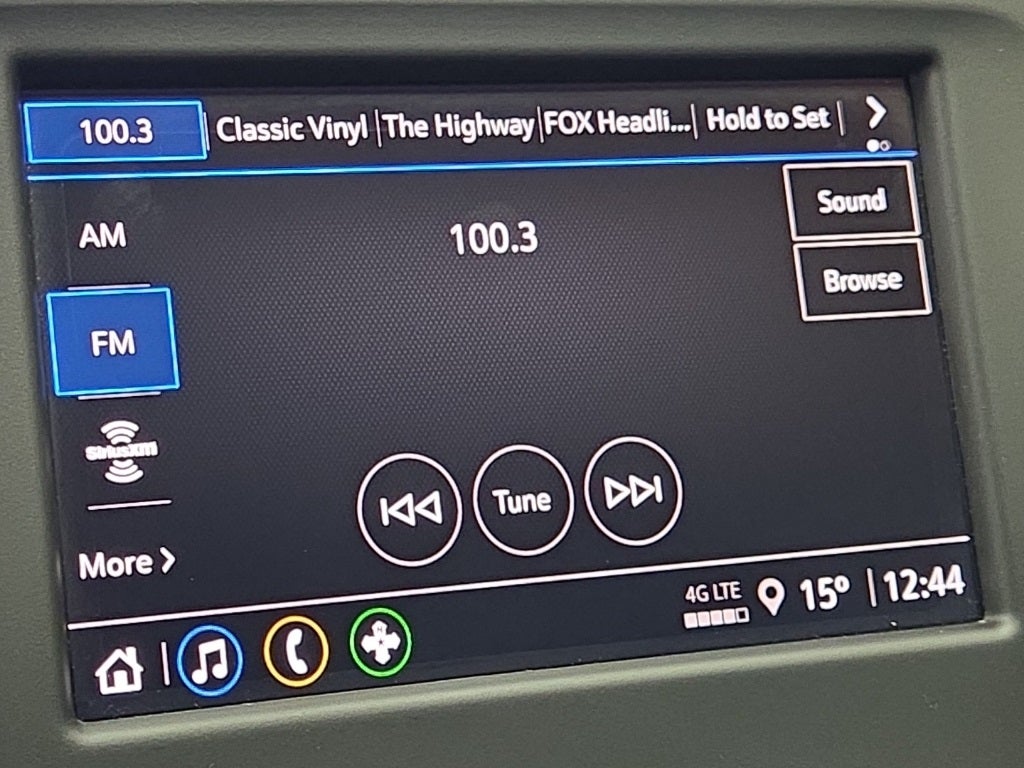 100.3 Classic Vinyl The Highway FOX Headli... Hold to Set
Sound
AM
100.3
Browse
FM
SiriusXM
Tune
More
4G LTE 15° 12:44